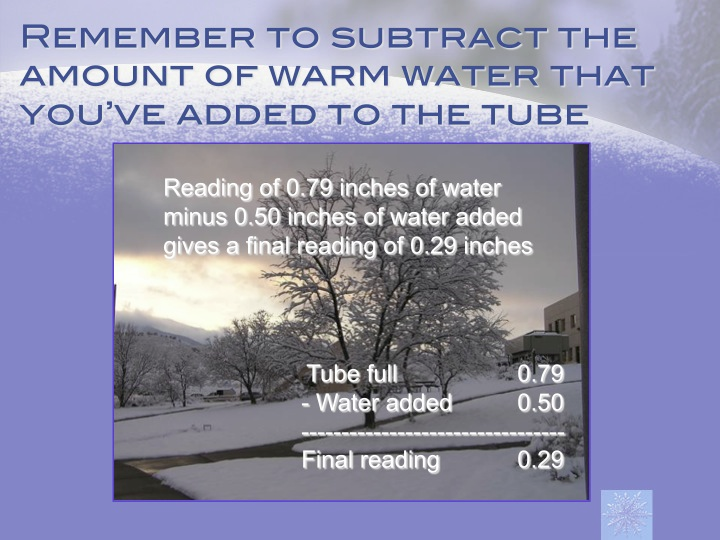 Remember to subtract the
amount of warm water that
you've added to the tube
Reading of 0.79 inches of water
minus 0.50 inches of water added
gives a final reading of 0.29 inches
Tube full 0.79
- Water added 0.50
---------------------------------
Final reading 0.29